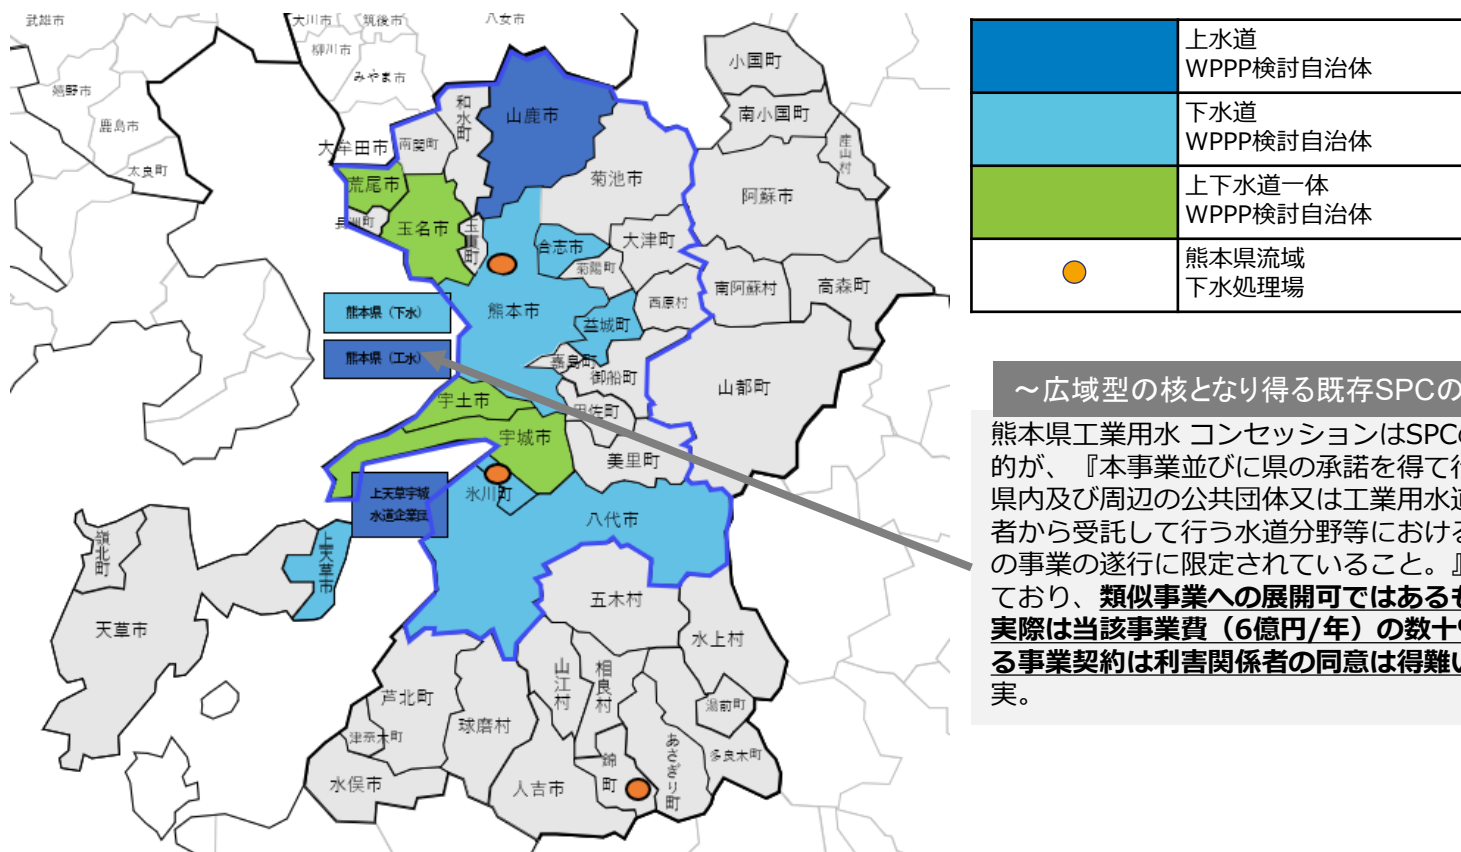 武雄市
大川市
筑後市
八女市
柳川市
みやま市
嬉野市
鹿島市
太良町
大牟田市
南関町
和水町
山鹿市
小国町
南小国町
産山村
荒尾市
長洲町
玉名市
玉東町
菊池市
阿蘇市
合志市
大津町
菊陽町
熊本市
西原村
南阿蘇村
高森町
益城町
熊本県（下水）
熊本県（工水）
嘉島町
御船町
山都町
宇土市
甲佐町
宇城市
美里町
上天草宇城
水道企業団
氷川町
八代市
上天草市
苓北町
天草市
五木村
水上村
山江村
相良村
芦北町
球磨村
湯前町
津奈木町
あさぎり町
多良木町
錦町
水俣市
人吉市
上水道
WPPP検討自治体
下水道
WPPP検討自治体
上下水道一体
WPPP検討自治体
熊本県流域
下水処理場
～広域型の核となり得る既存SPCの
熊本県工業用水 コンセッションはSPC
的が、『本事業並びに県の承諾を得て
県内及び周辺の公共団体又は工業用水道
者から受託して行う水道分野等における
の事業の遂行に限定されていること。』
ており、類似事業への展開可ではあるも
実際は当該事業費（6億円/年）の数十
る事業契約は利害関係者の同意は得難い
実。